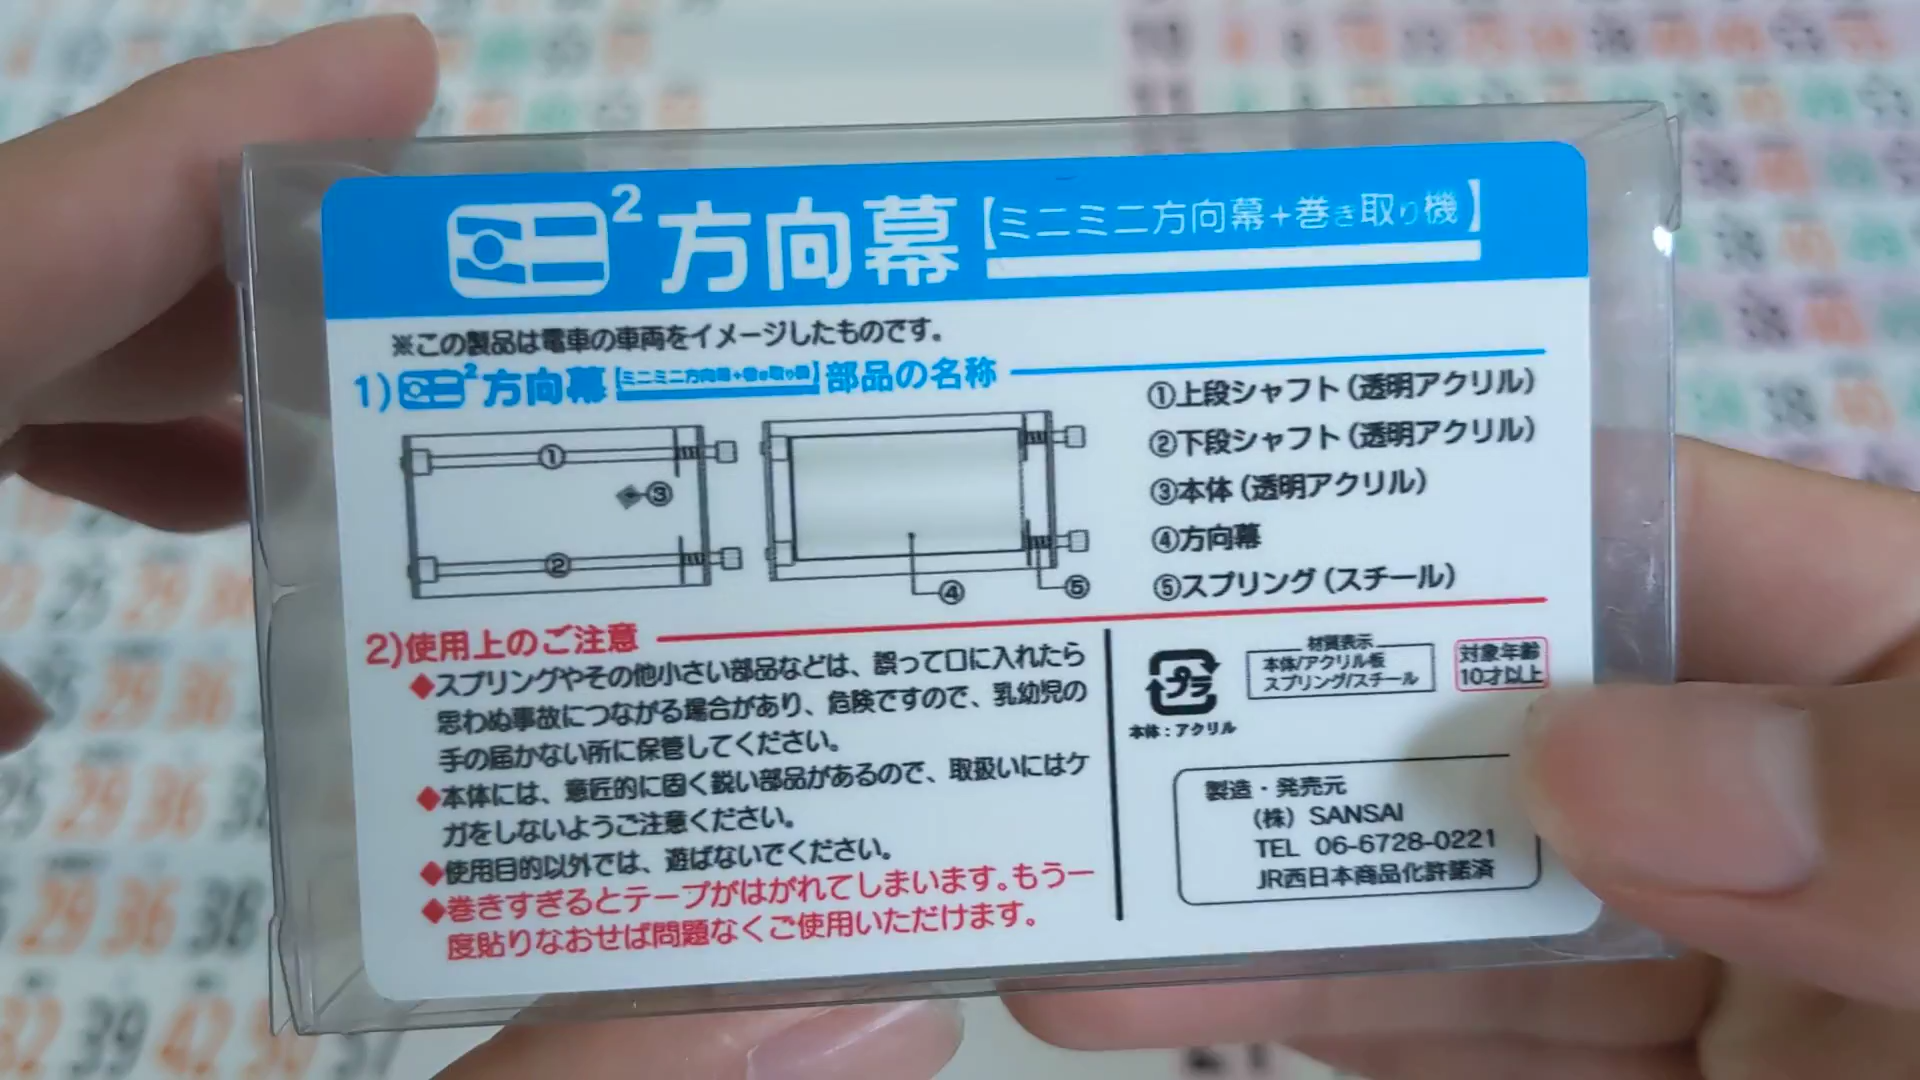 ミニ²方向幕【ミニミニ方向幕+巻き取り機】
※この製品は電車の車両をイメージしたものです。
1)ミニ²方向幕【ミニミニ方向幕+巻き取り機】部品の名称
①
②
③
④
⑤
①上段シャフト(透明アクリル)
②下段シャフト(透明アクリル)
③本体(透明アクリル)
④方向幕
⑤スプリング(スチール)
2)使用上のご注意
◆スプリングやその他小さい部品などは、誤って口に入れたら
思わぬ事故につながる場合があり、危険ですので、乳幼児の
手の届かない所に保管してください。
◆本体には、意匠的に固く鋭い部品があるので、取扱いにはケ
ガをしないようご注意ください。
◆使用目的以外では、遊ばないでください。
◆巻きすぎるとテープがはがれてしまいます。もう一
度貼りなおせば問題なくご使用いただけます。
プラ
本体:アクリル
材質表示
本体/アクリル板
スプリング/スチール
対象年齢
10才以上
製造・発売元
(株)SANSAI
TEL 06-6728-0221
JR西日本商品化許諾済